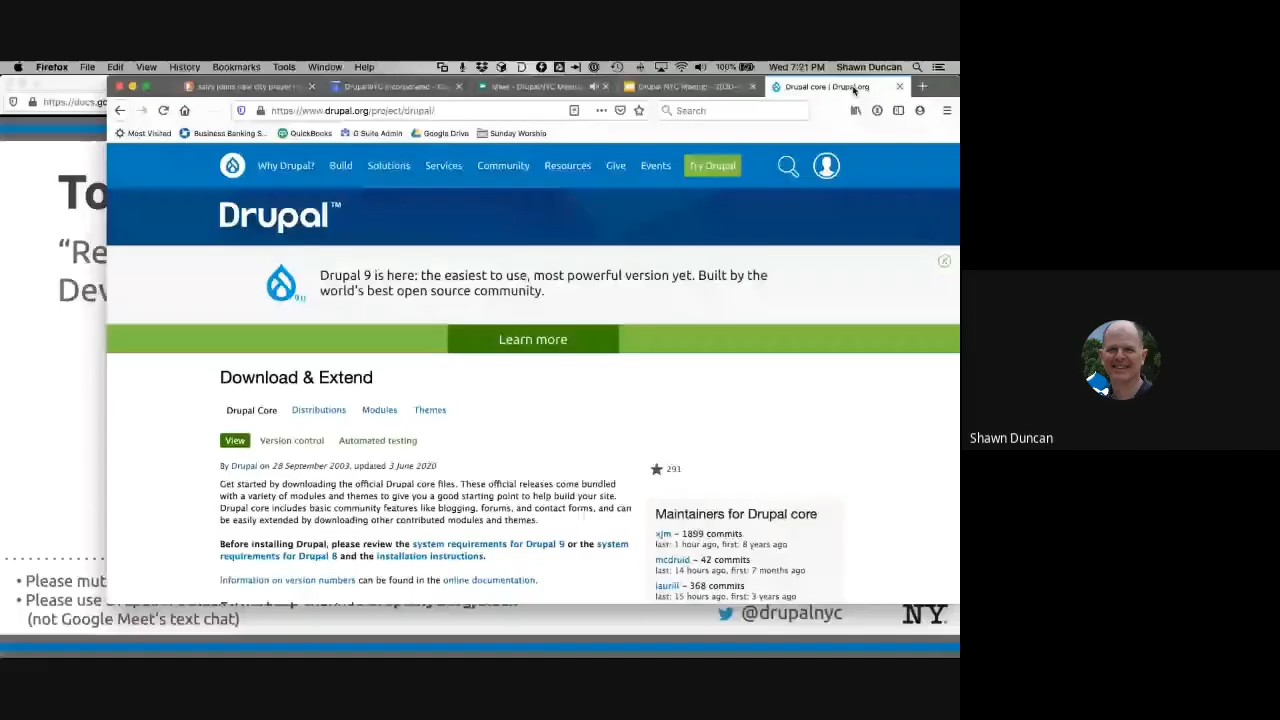 Firefox File Edit View History Bookmarks Tools Window Help 100% Wed 7:21 PM Shawn Duncan
Drupal core | Drupal.org
https://docs.go
https://www.drupal.org/project/drupal/
Search
Most Visited Business Banking S... QuickBooks G Suite Admin Google Drive Sunday Worship
Why Drupal? Build Solutions Services Community Resources Give Events Try Drupal
Drupal™
To
“Re
Dev
Drupal 9 is here: the easiest to use, most powerful version yet. Built by the
world's best open source community.
Learn more
Download & Extend
Drupal Core Distributions Modules Themes
View Version control Automated testing
By Drupal on 28 September 2003, updated 3 June 2020
291
Get started by downloading the official Drupal core files. These official releases come bundled
with a variety of modules and themes to give you a good starting point to help build your site.
Drupal core includes basic community features like blogging, forums, and contact forms, and can
be easily extended by downloading other contributed modules and themes.
Before installing Drupal, please review the system requirements for Drupal 9 or the system
requirements for Drupal 8 and the installation instructions.
Information on version numbers can be found in the online documentation.
Maintainers for Drupal core
xjm – 1899 commits
last: 1 hour ago, first: 8 years ago
mcdruid – 42 commits
last: 14 hours ago, first: 7 months ago
lauriii – 368 commits
last: 15 hours ago, first: 3 years ago
• Please mut
• Please use
(not Google Meet's text chat)
@drupalnyc
NY.
Shawn Duncan